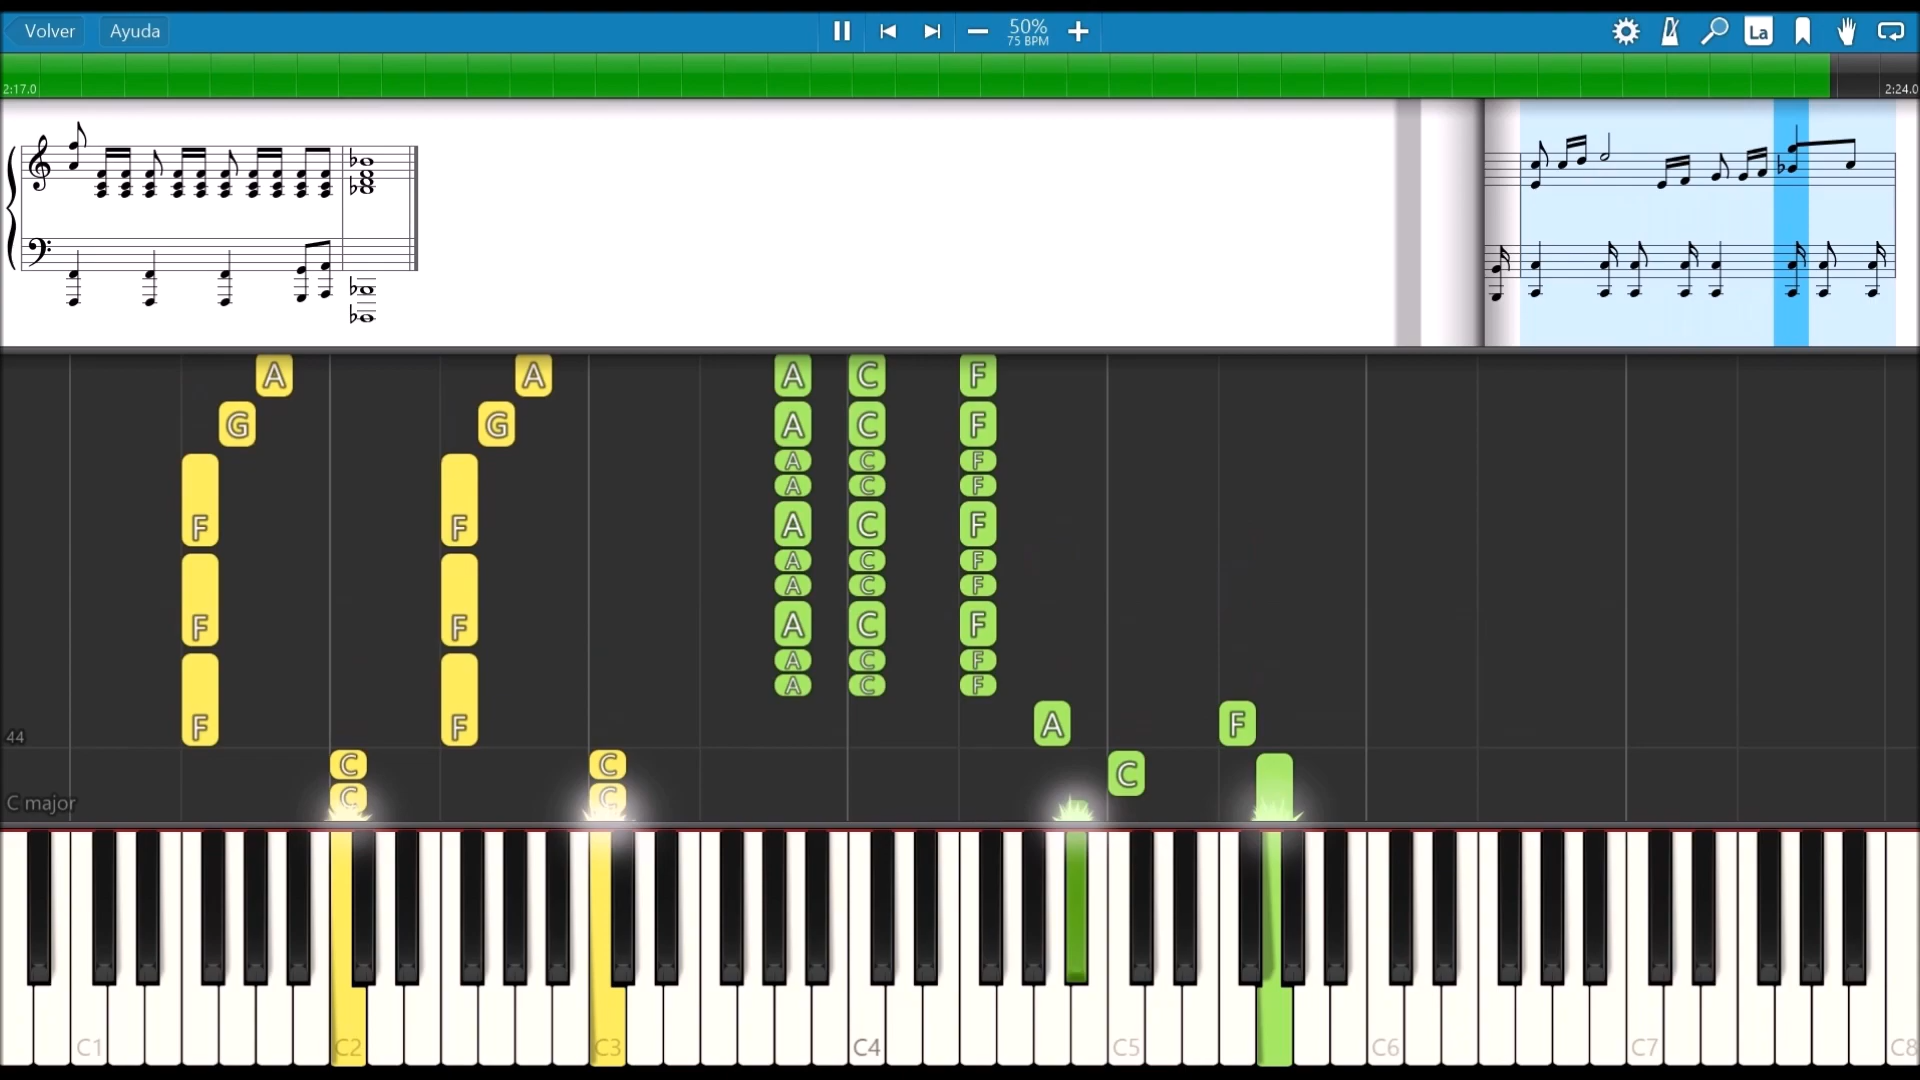 Volver
Ayuda
50%
75 BPM
La
2:17.0
2:24.0
A A A C F
G G A C F
A C F
A C F
F F A C F
A C F
A C F
F F A C F
A C F
F F A C F
A F
44
C C C
C C
C major
C1 C2 C3 C4 C5 C6 C7 C8